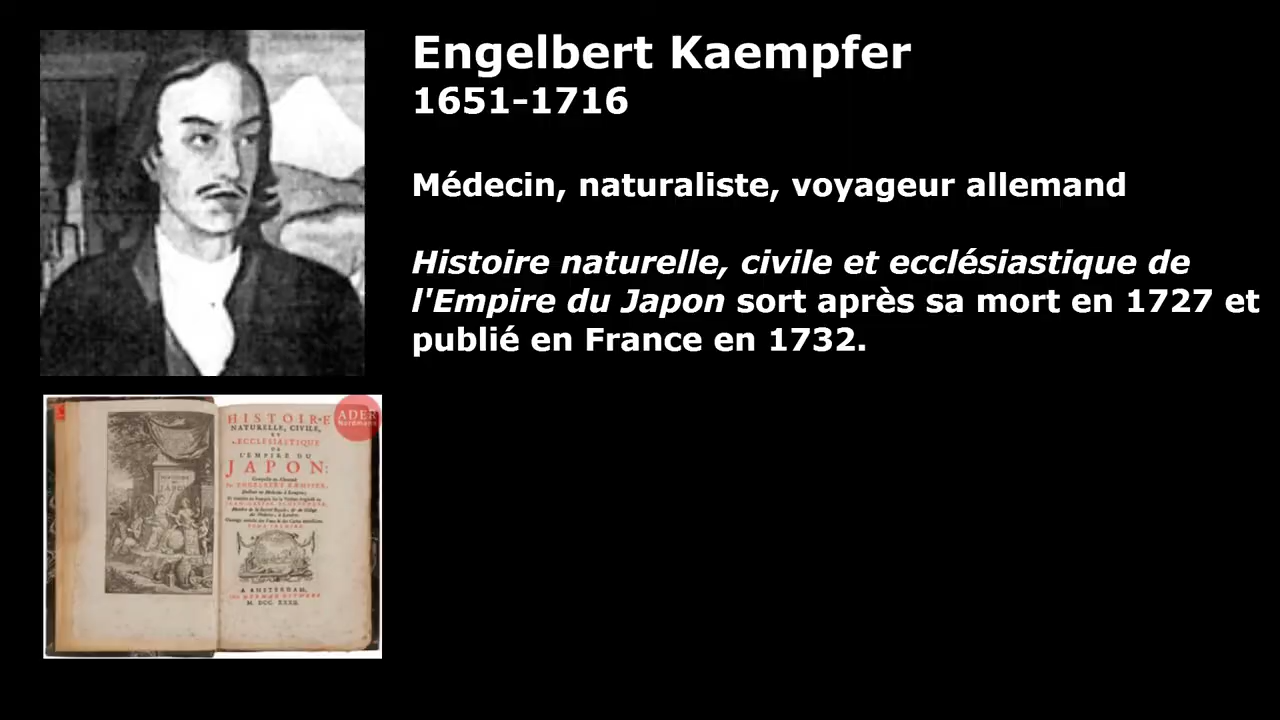 Engelbert Kaempfer
1651-1716
Médecin, naturaliste, voyageur allemand
Histoire naturelle, civile et ecclésiastique de
l'Empire du Japon sort après sa mort en 1727 et
publié en France en 1732.
HISTOIRE
NATURELLE, CIVILE,
ET
ECCLESIASTIQUE
DE
L'EMPIRE DU
JAPON:
A AMSTERDAM,
M. DCC. XXXII.
ADER